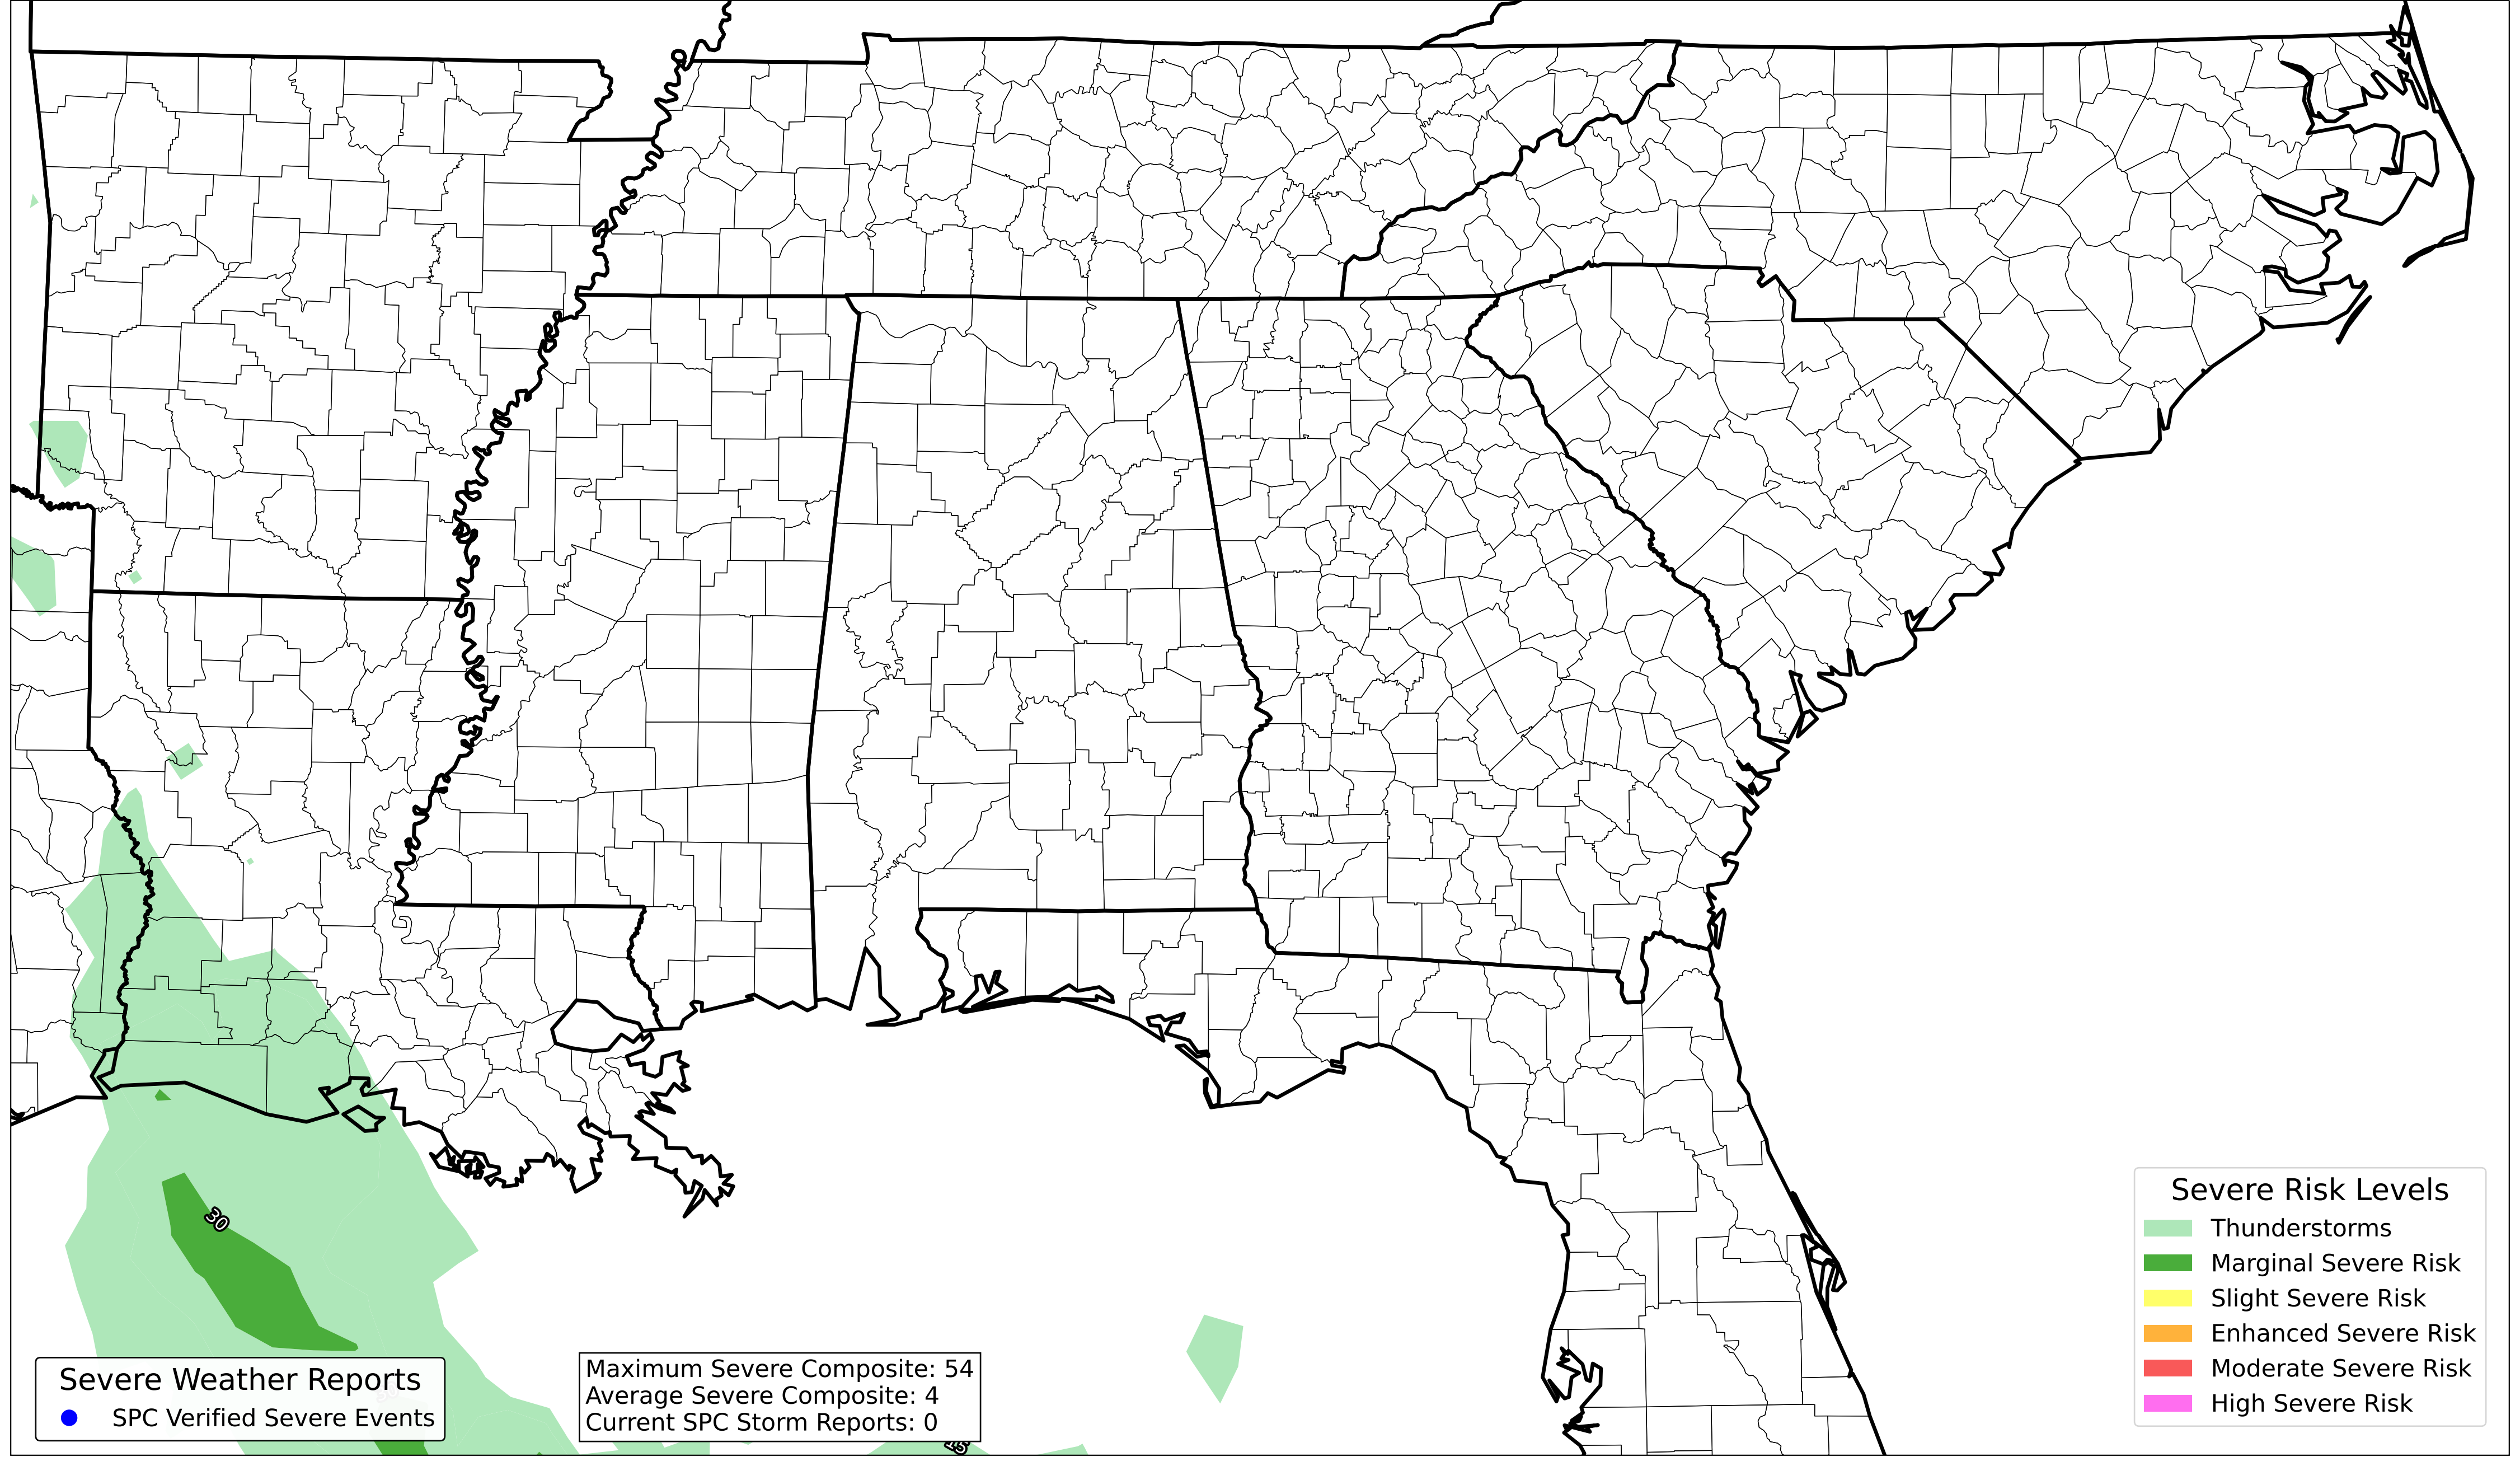 30
Severe Weather Reports
SPC Verified Severe Events
Maximum Severe Composite: 54
Average Severe Composite: 4
Current SPC Storm Reports: 0
15
Severe Risk Levels
Thunderstorms
Marginal Severe Risk
Slight Severe Risk
Enhanced Severe Risk
Moderate Severe Risk
High Severe Risk